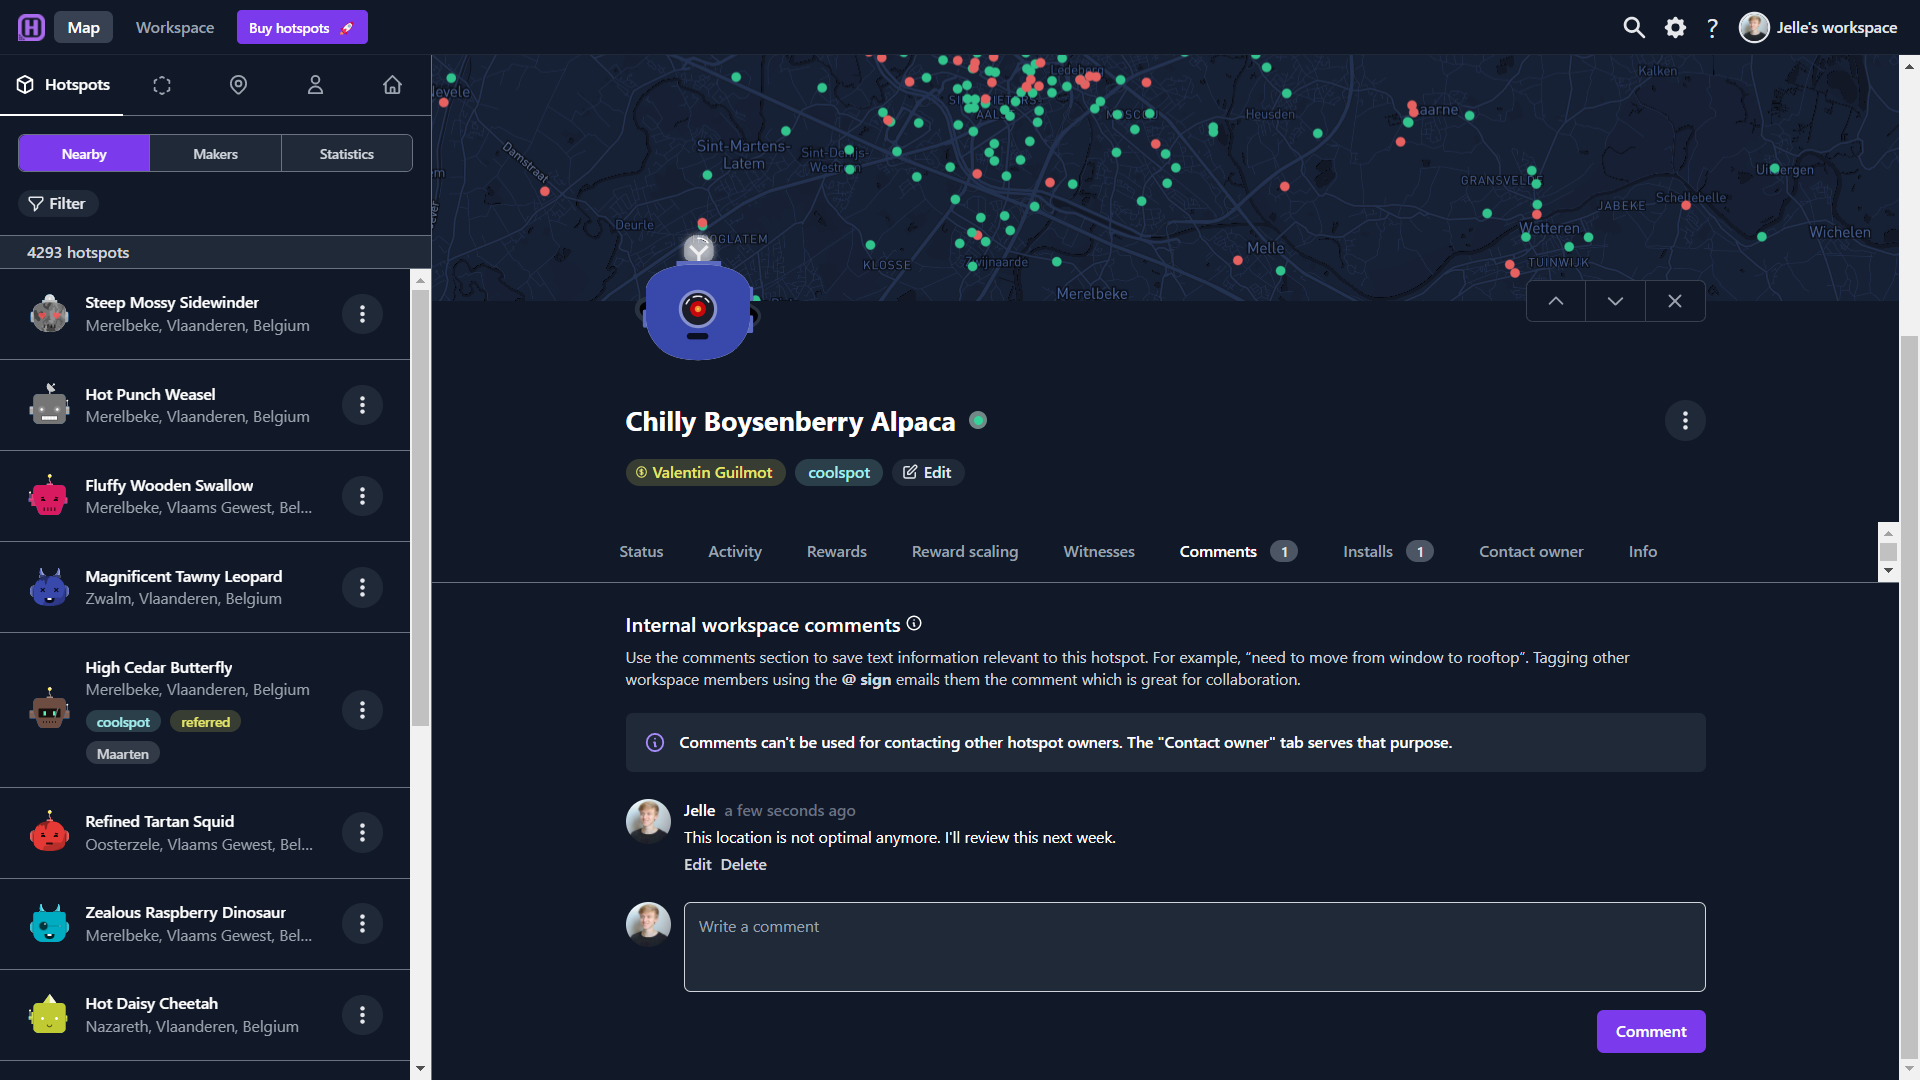 H
Map
Workspace
Buy hotspots 🚀
?
Jelle's workspace
Hotspots
Nearby
Makers
Statistics
Filter
4293 hotspots
Steep Mossy Sidewinder
Merelbeke, Vlaanderen, Belgium
Hot Punch Weasel
Merelbeke, Vlaanderen, Belgium
Fluffy Wooden Swallow
Merelbeke, Vlaams Gewest, Bel...
Magnificent Tawny Leopard
Zwalm, Vlaanderen, Belgium
High Cedar Butterfly
Merelbeke, Vlaanderen, Belgium
coolspot referred
Maarten
Refined Tartan Squid
Oosterzele, Vlaams Gewest, Bel...
Zealous Raspberry Dinosaur
Merelbeke, Vlaams Gewest, Bel...
Hot Daisy Cheetah
Nazareth, Vlaanderen, Belgium
Ledeberg
Kalken
Heusden
Damstraat
Sint-Martens-
Latem
Deurle
KLOSSE
Zwijnaarde
Melle
Merelbeke
GRANSVELDE
JABEKE
Schellebelle
Wetteren
TUINWIJK
Wichelen
Chilly Boysenberry Alpaca
Valentin Guilmot
coolspot
Edit
Status
Activity
Rewards
Reward scaling
Witnesses
Comments 1
Installs 1
Contact owner
Info
Internal workspace comments
Use the comments section to save text information relevant to this hotspot. For example, “need to move from window to rooftop”. Tagging other
workspace members using the @ sign emails them the comment which is great for collaboration.
Comments can't be used for contacting other hotspot owners. The "Contact owner" tab serves that purpose.
Jelle a few seconds ago
This location is not optimal anymore. I'll review this next week.
Edit Delete
Write a comment
Comment